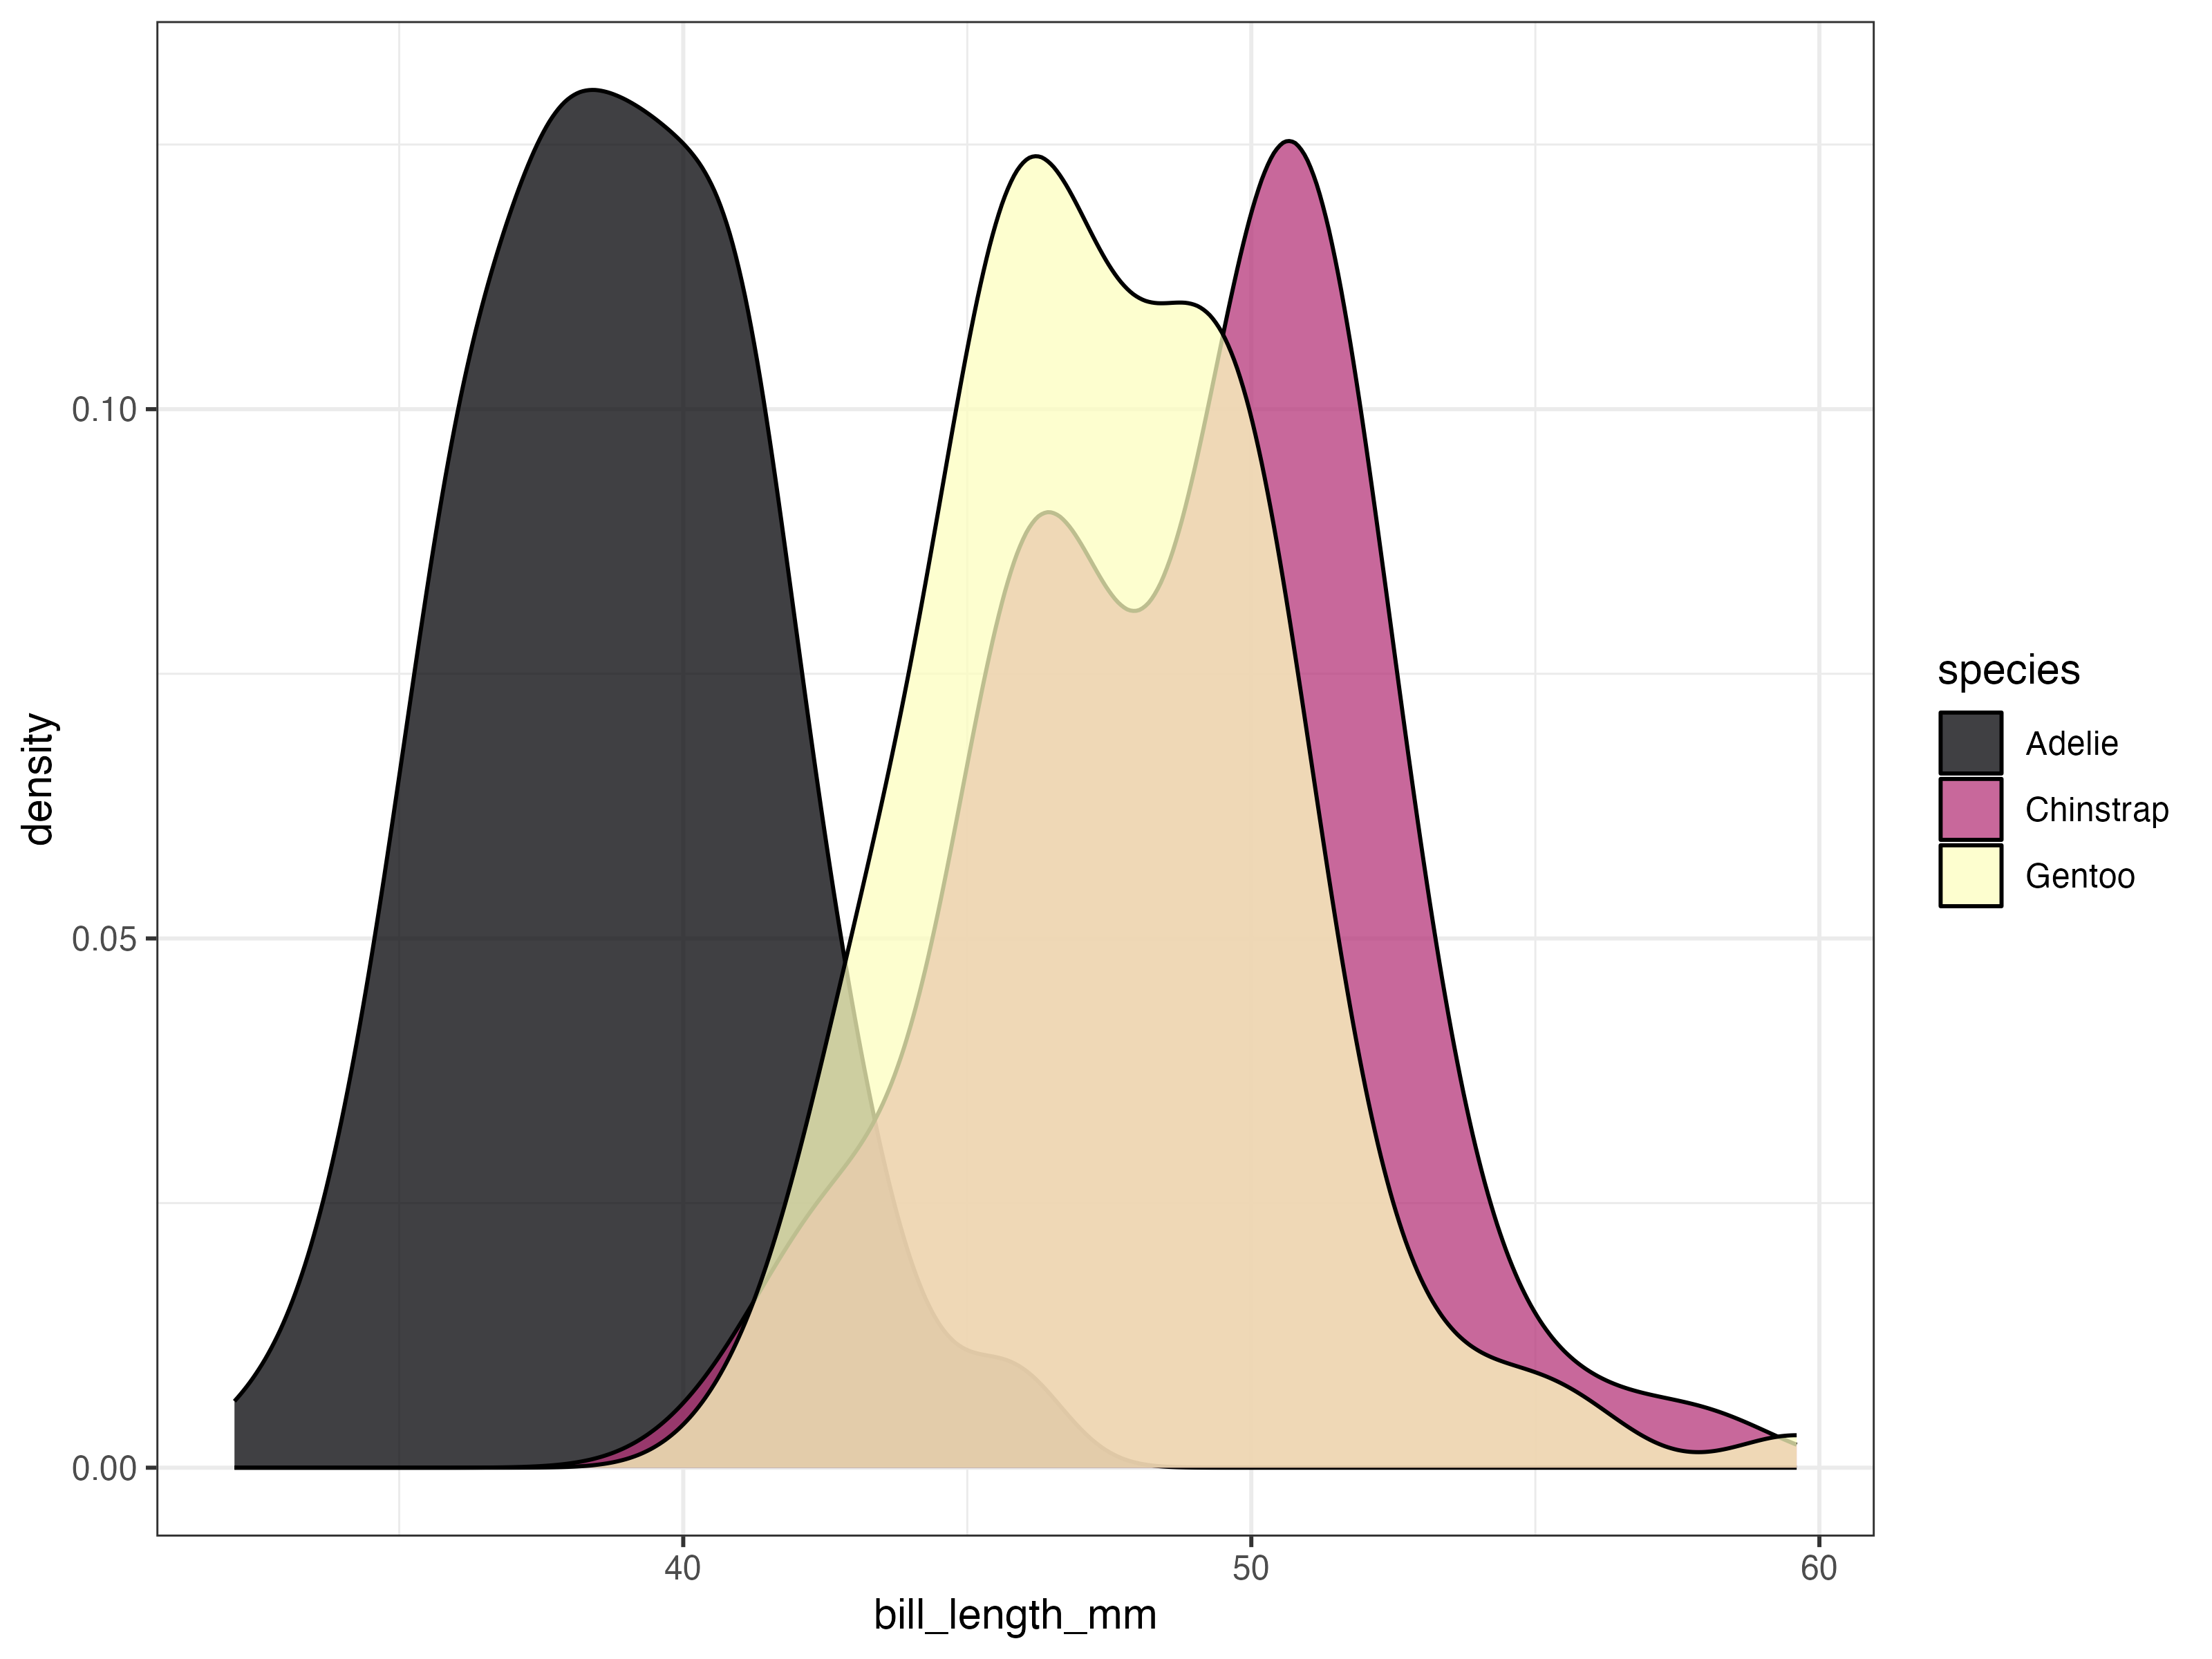 density
0.10
0.05
0.00
40
50
60
bill_length_mm
species
Adelie
Chinstrap
Gentoo